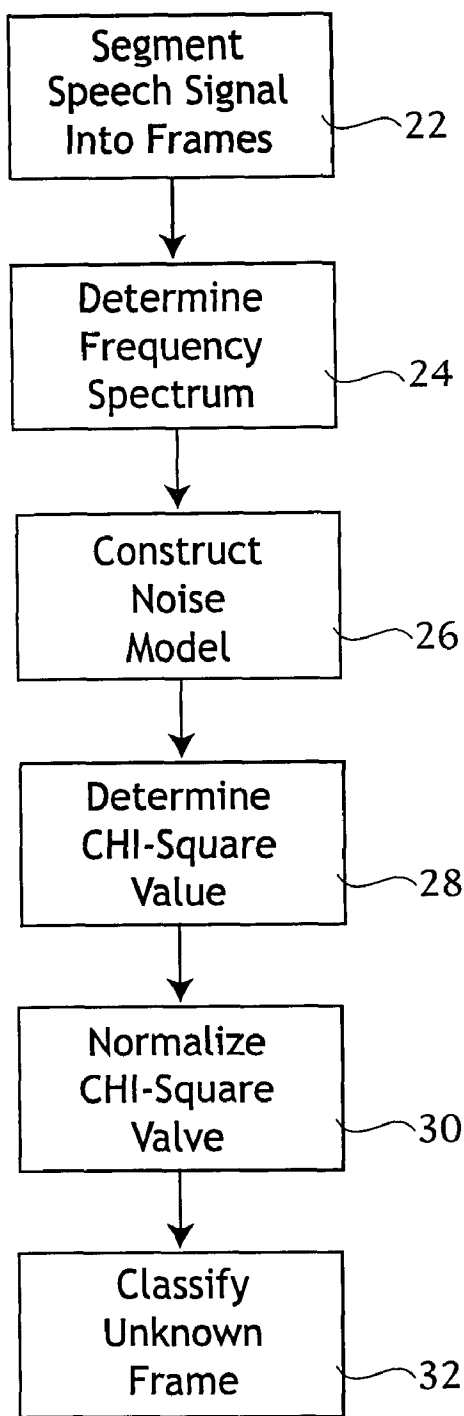 Segment
Speech Signal
Into Frames
22
Determine
Frequency
Spectrum
24
Construct
Noise
Model
26
Determine
CHI-Square
Value
28
Normalize
CHI-Square
Valve
30
Classify
Unknown
Frame
32